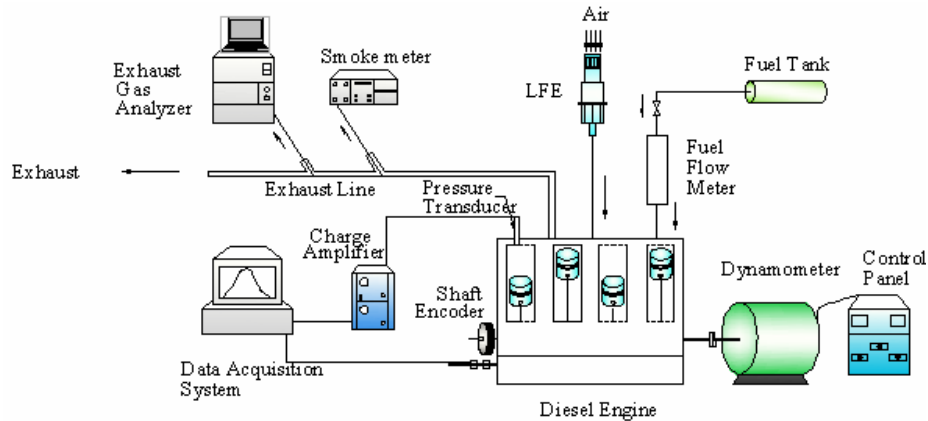 Air
Smoke meter
Fuel Tank
Exhaust
Gas
Analyzer
LFE
Fuel
Flow
Meter
Exhaust
Exhaust Line
Pressure
Transducer
Charge
Amplifier
Control
Panel
Dynamometer
Shaft
Encoder
Data Acquisition
System
Diesel Engine